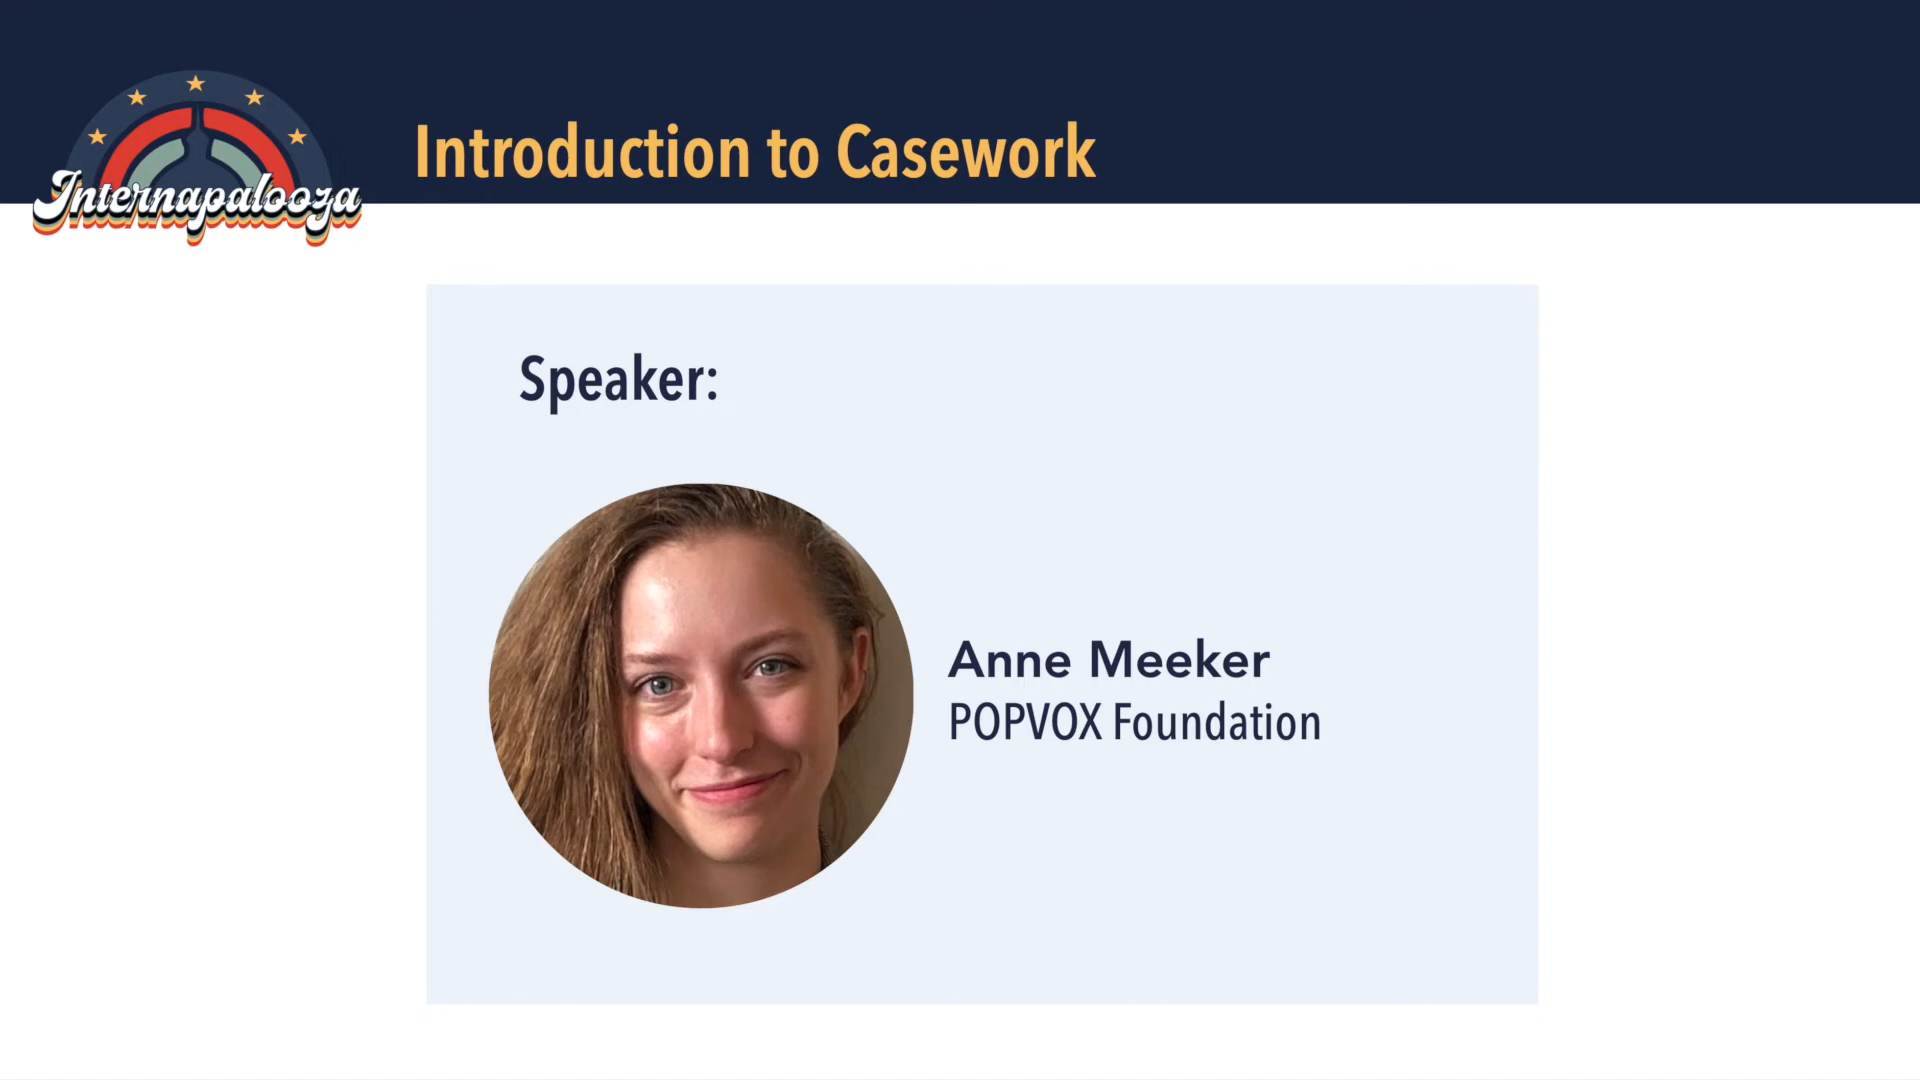 Internapalooza
Introduction to Casework
Speaker:
Anne Meeker
POPVOX Foundation